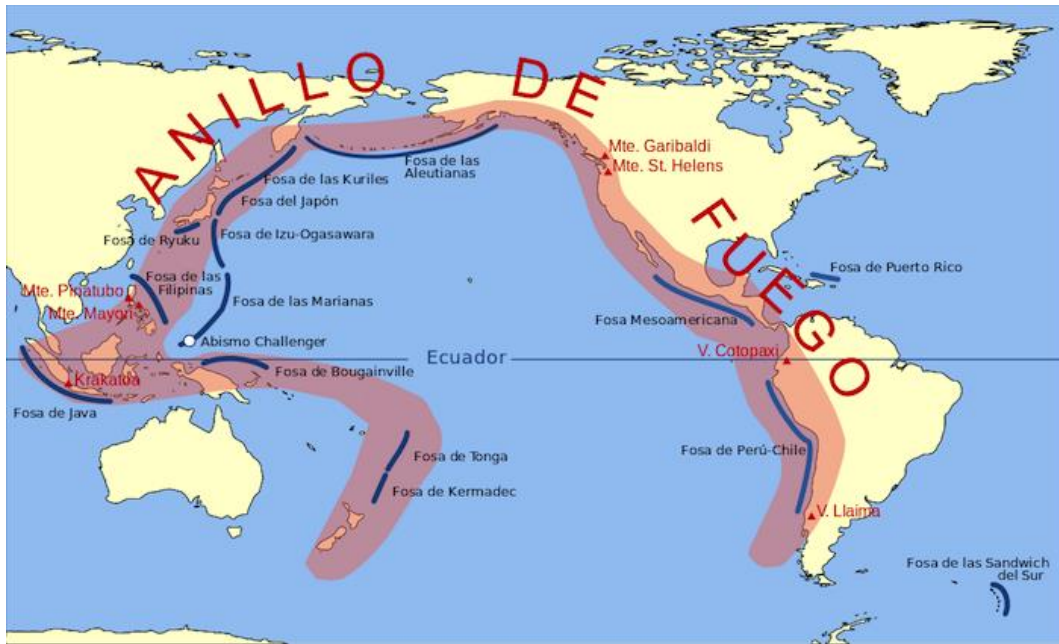 ANILLO DE FUEGO
Mte. Garibaldi
Mte. St. Helens
Fosa de las
Aleutianas
Fosa de las Kuriles
Fosa del Japón
Fosa de Ryuku
Fosa de Izu-Ogasawara
Fosa de Puerto Rico
Fosa de las
Filipinas
Mte. Pinatubo
Mte. Mayon
Fosa de las Marianas
Fosa Mesoamericana
Abismo Challenger
Ecuador
V. Cotopaxi
Krakatoa
Fosa de Bougainville
Fosa de Java
Fosa de Tonga
Fosa de Perú-Chile
Fosa de Kermadec
V. Llaima
Fosa de las Sandwich
del Sur